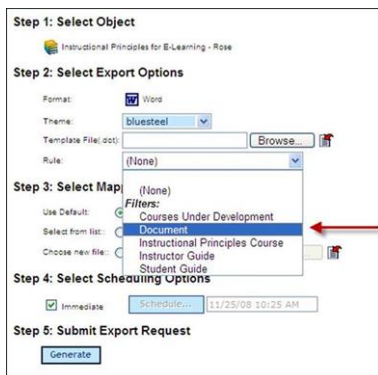 Step 1: Select Object
Instructional Principles for E-Learning - Rose
Step 2: Select Export Options
Format: W Word
Theme: bluesteel
Template File(.dot): Browse...
Rule: (None)
(None)
Filters:
Courses Under Development
Document
Instructional Principles Course
Instructor Guide
Student Guide
Step 3: Select Map
Use Default:
Select from list:
Choose new file:
Step 4: Select Scheduling Options
Immediate Schedule... 11/25/08 10:25 AM
Step 5: Submit Export Request
Generate